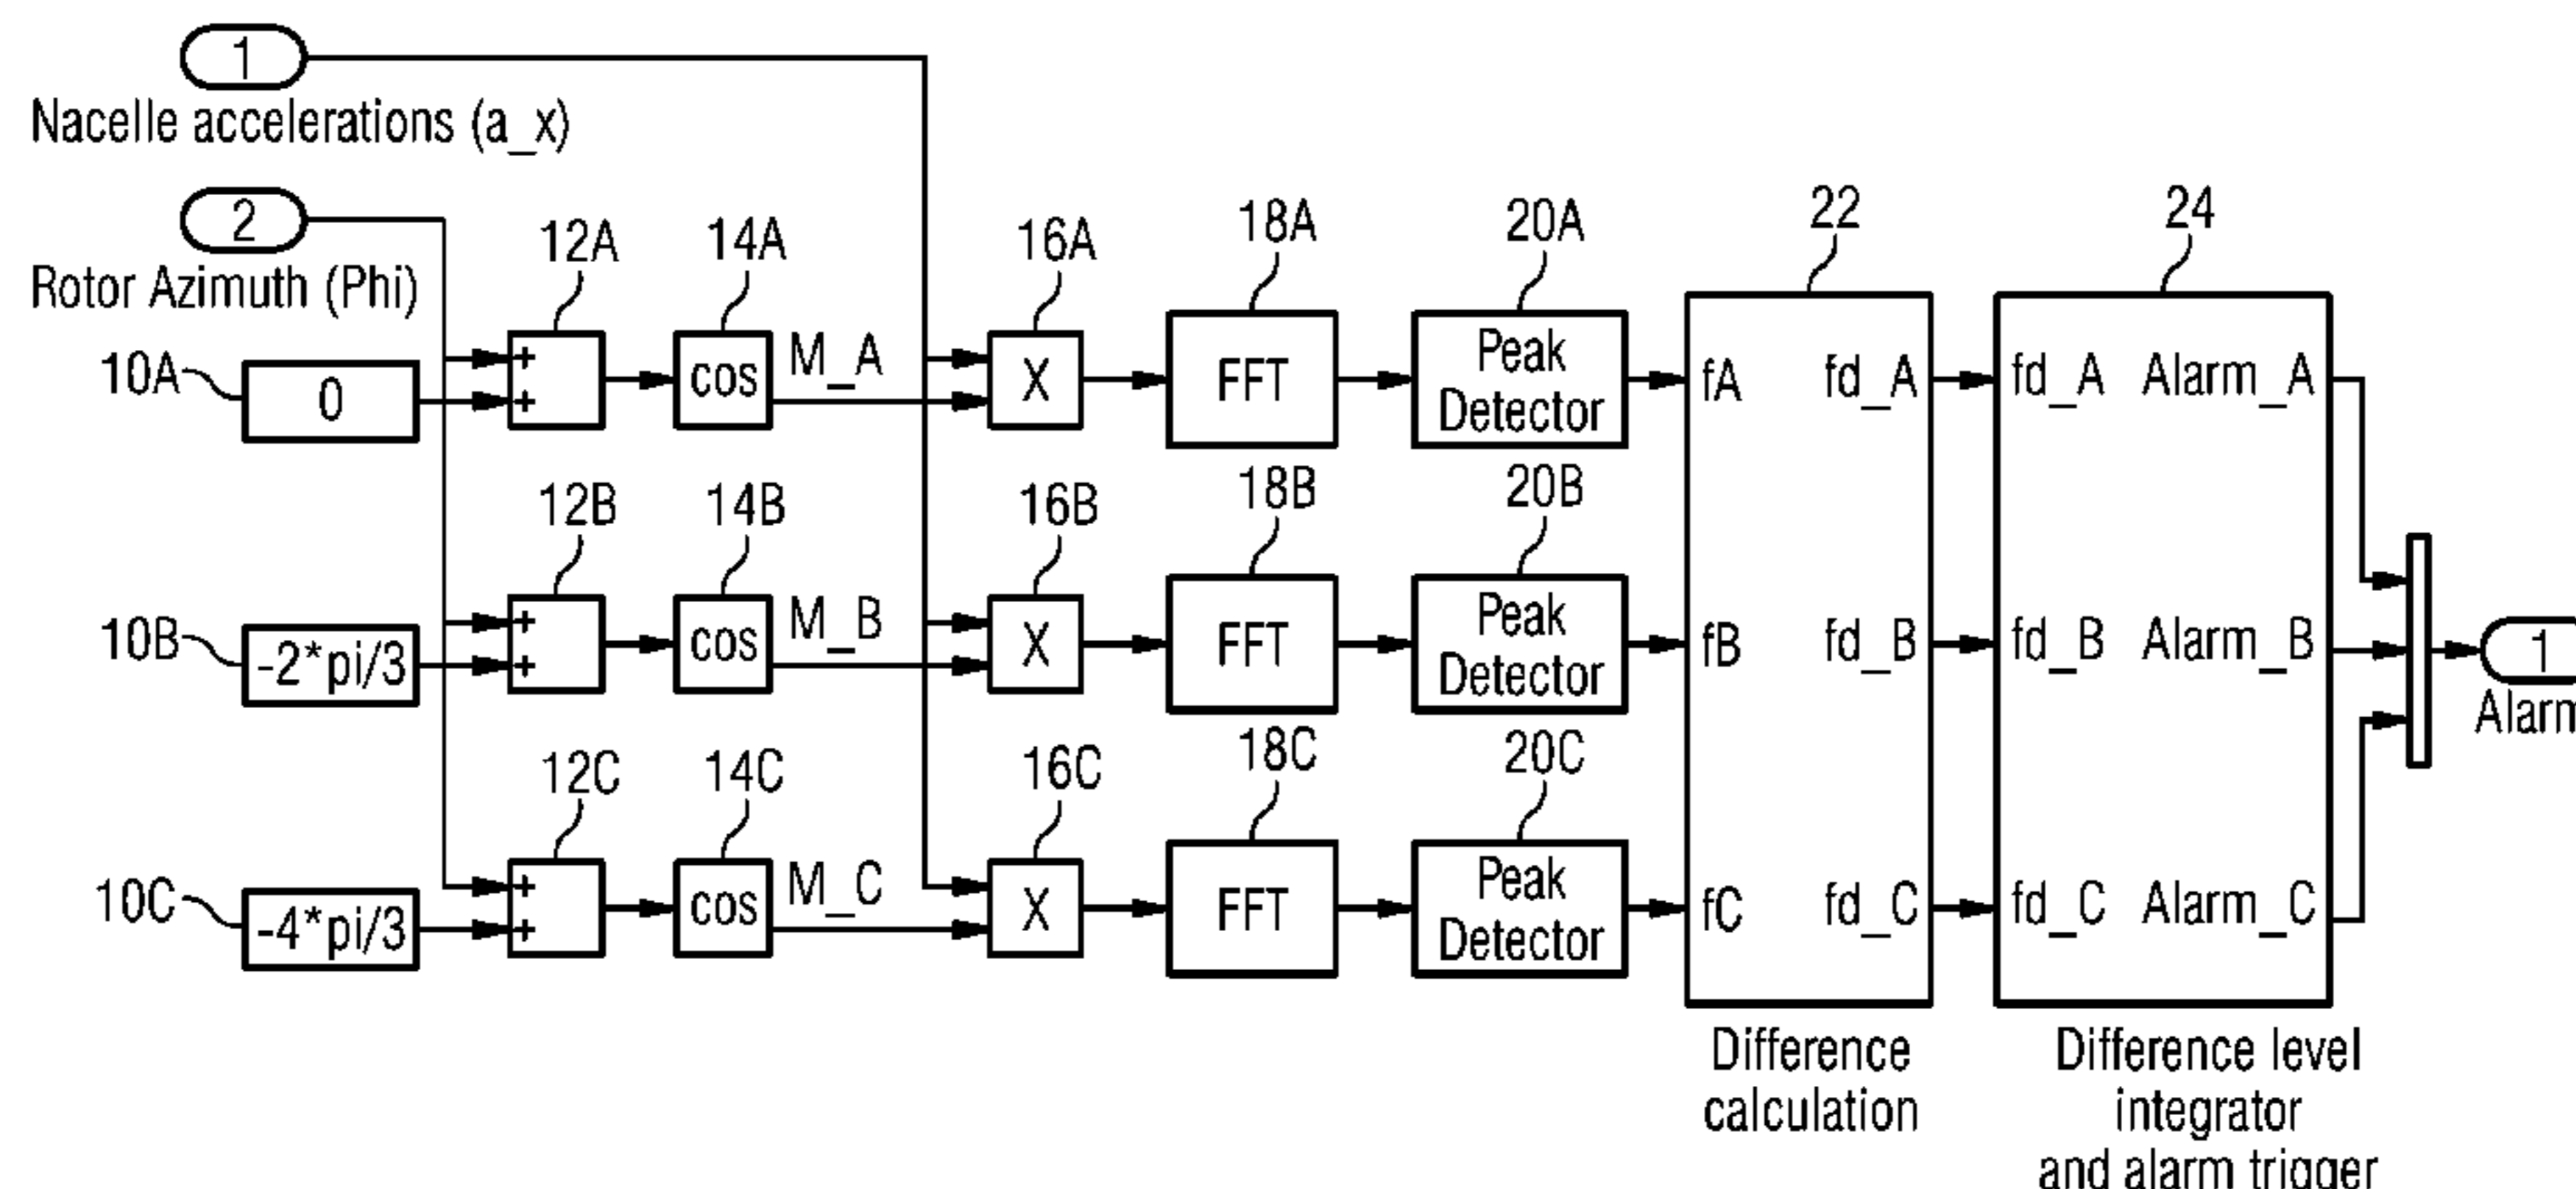 1
Nacelle accelerations (a_x)
2
Rotor Azimuth (Phi)
12A
14A
16A
18A
20A
22
24
10A
0
+
+
cos
M_A
X
FFT
Peak
Detector
fA
fd_A
fd_A
Alarm_A
12B
14B
16B
18B
20B
10B
-2*pi/3
+
+
cos
M_B
X
FFT
Peak
Detector
fB
fd_B
fd_B
Alarm_B
1
Alarm
12C
14C
16C
18C
20C
10C
-4*pi/3
+
+
cos
M_C
X
FFT
Peak
Detector
fC
fd_C
fd_C
Alarm_C
Difference
calculation
Difference level
integrator
and alarm trigger